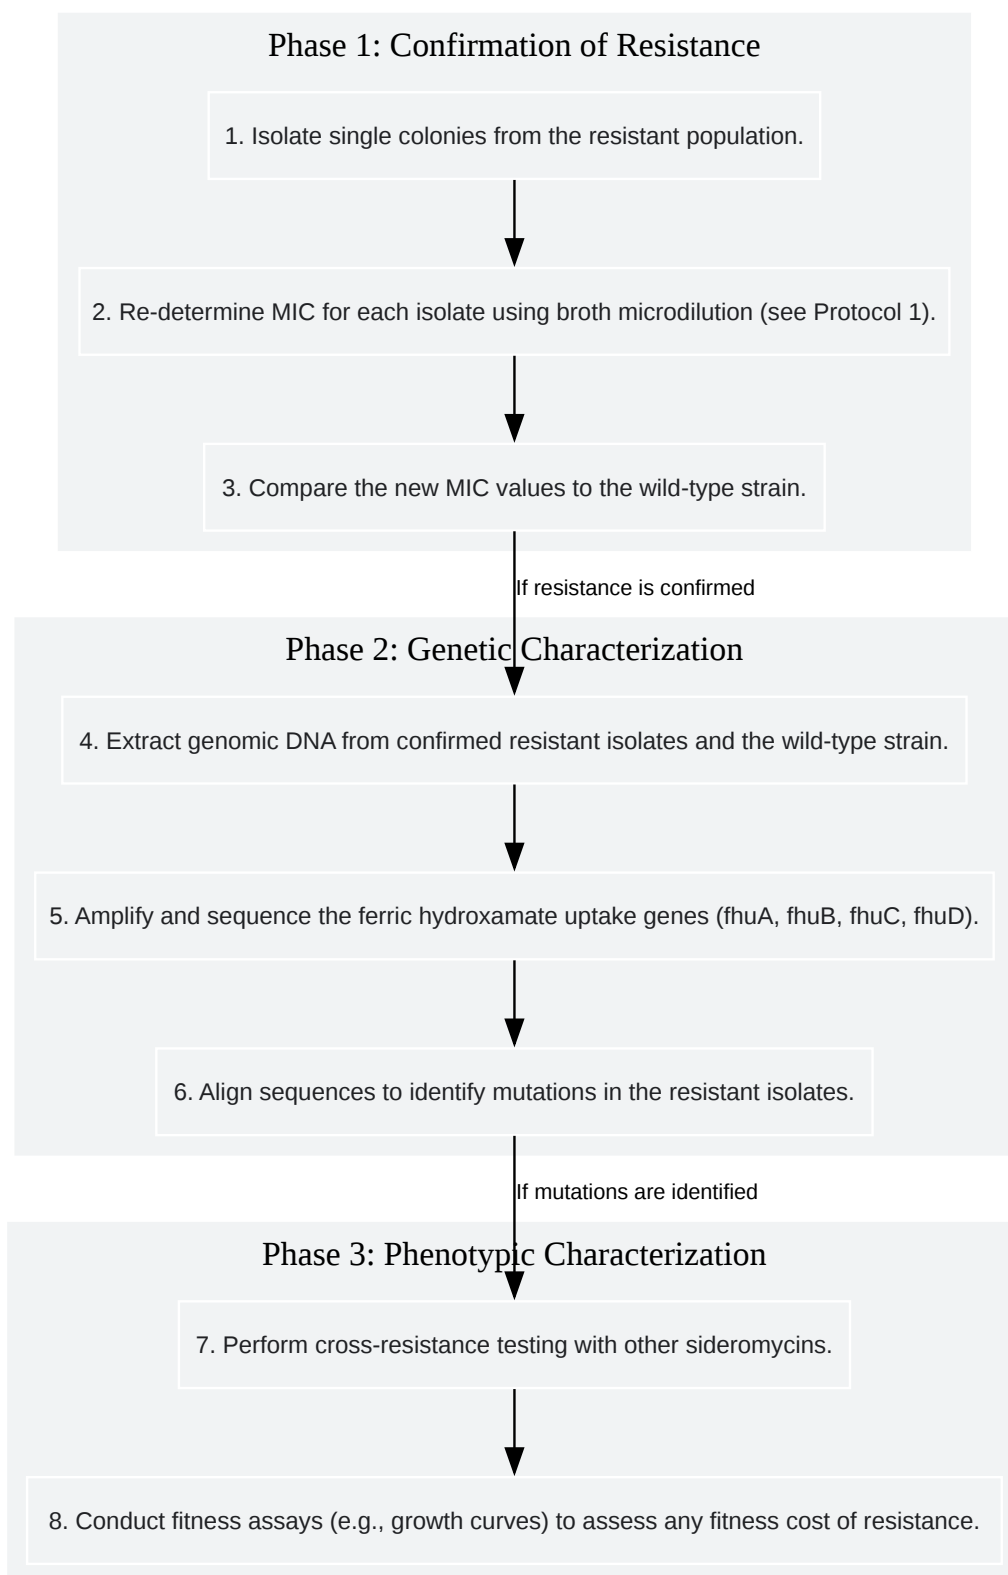 Phase 1: Confirmation of Resistance
1. Isolate single colonies from the resistant population.
2. Re-determine MIC for each isolate using broth microdilution (see Protocol 1).
3. Compare the new MIC values to the wild-type strain.
If resistance is confirmed
Phase 2: Genetic Characterization
4. Extract genomic DNA from confirmed resistant isolates and the wild-type strain.
5. Amplify and sequence the ferric hydroxamate uptake genes (fhuA, fhuB, fhuC, fhuD).
6. Align sequences to identify mutations in the resistant isolates.
If mutations are identified
Phase 3: Phenotypic Characterization
7. Perform cross-resistance testing with other sideromycins.
8. Conduct fitness assays (e.g., growth curves) to assess any fitness cost of resistance.